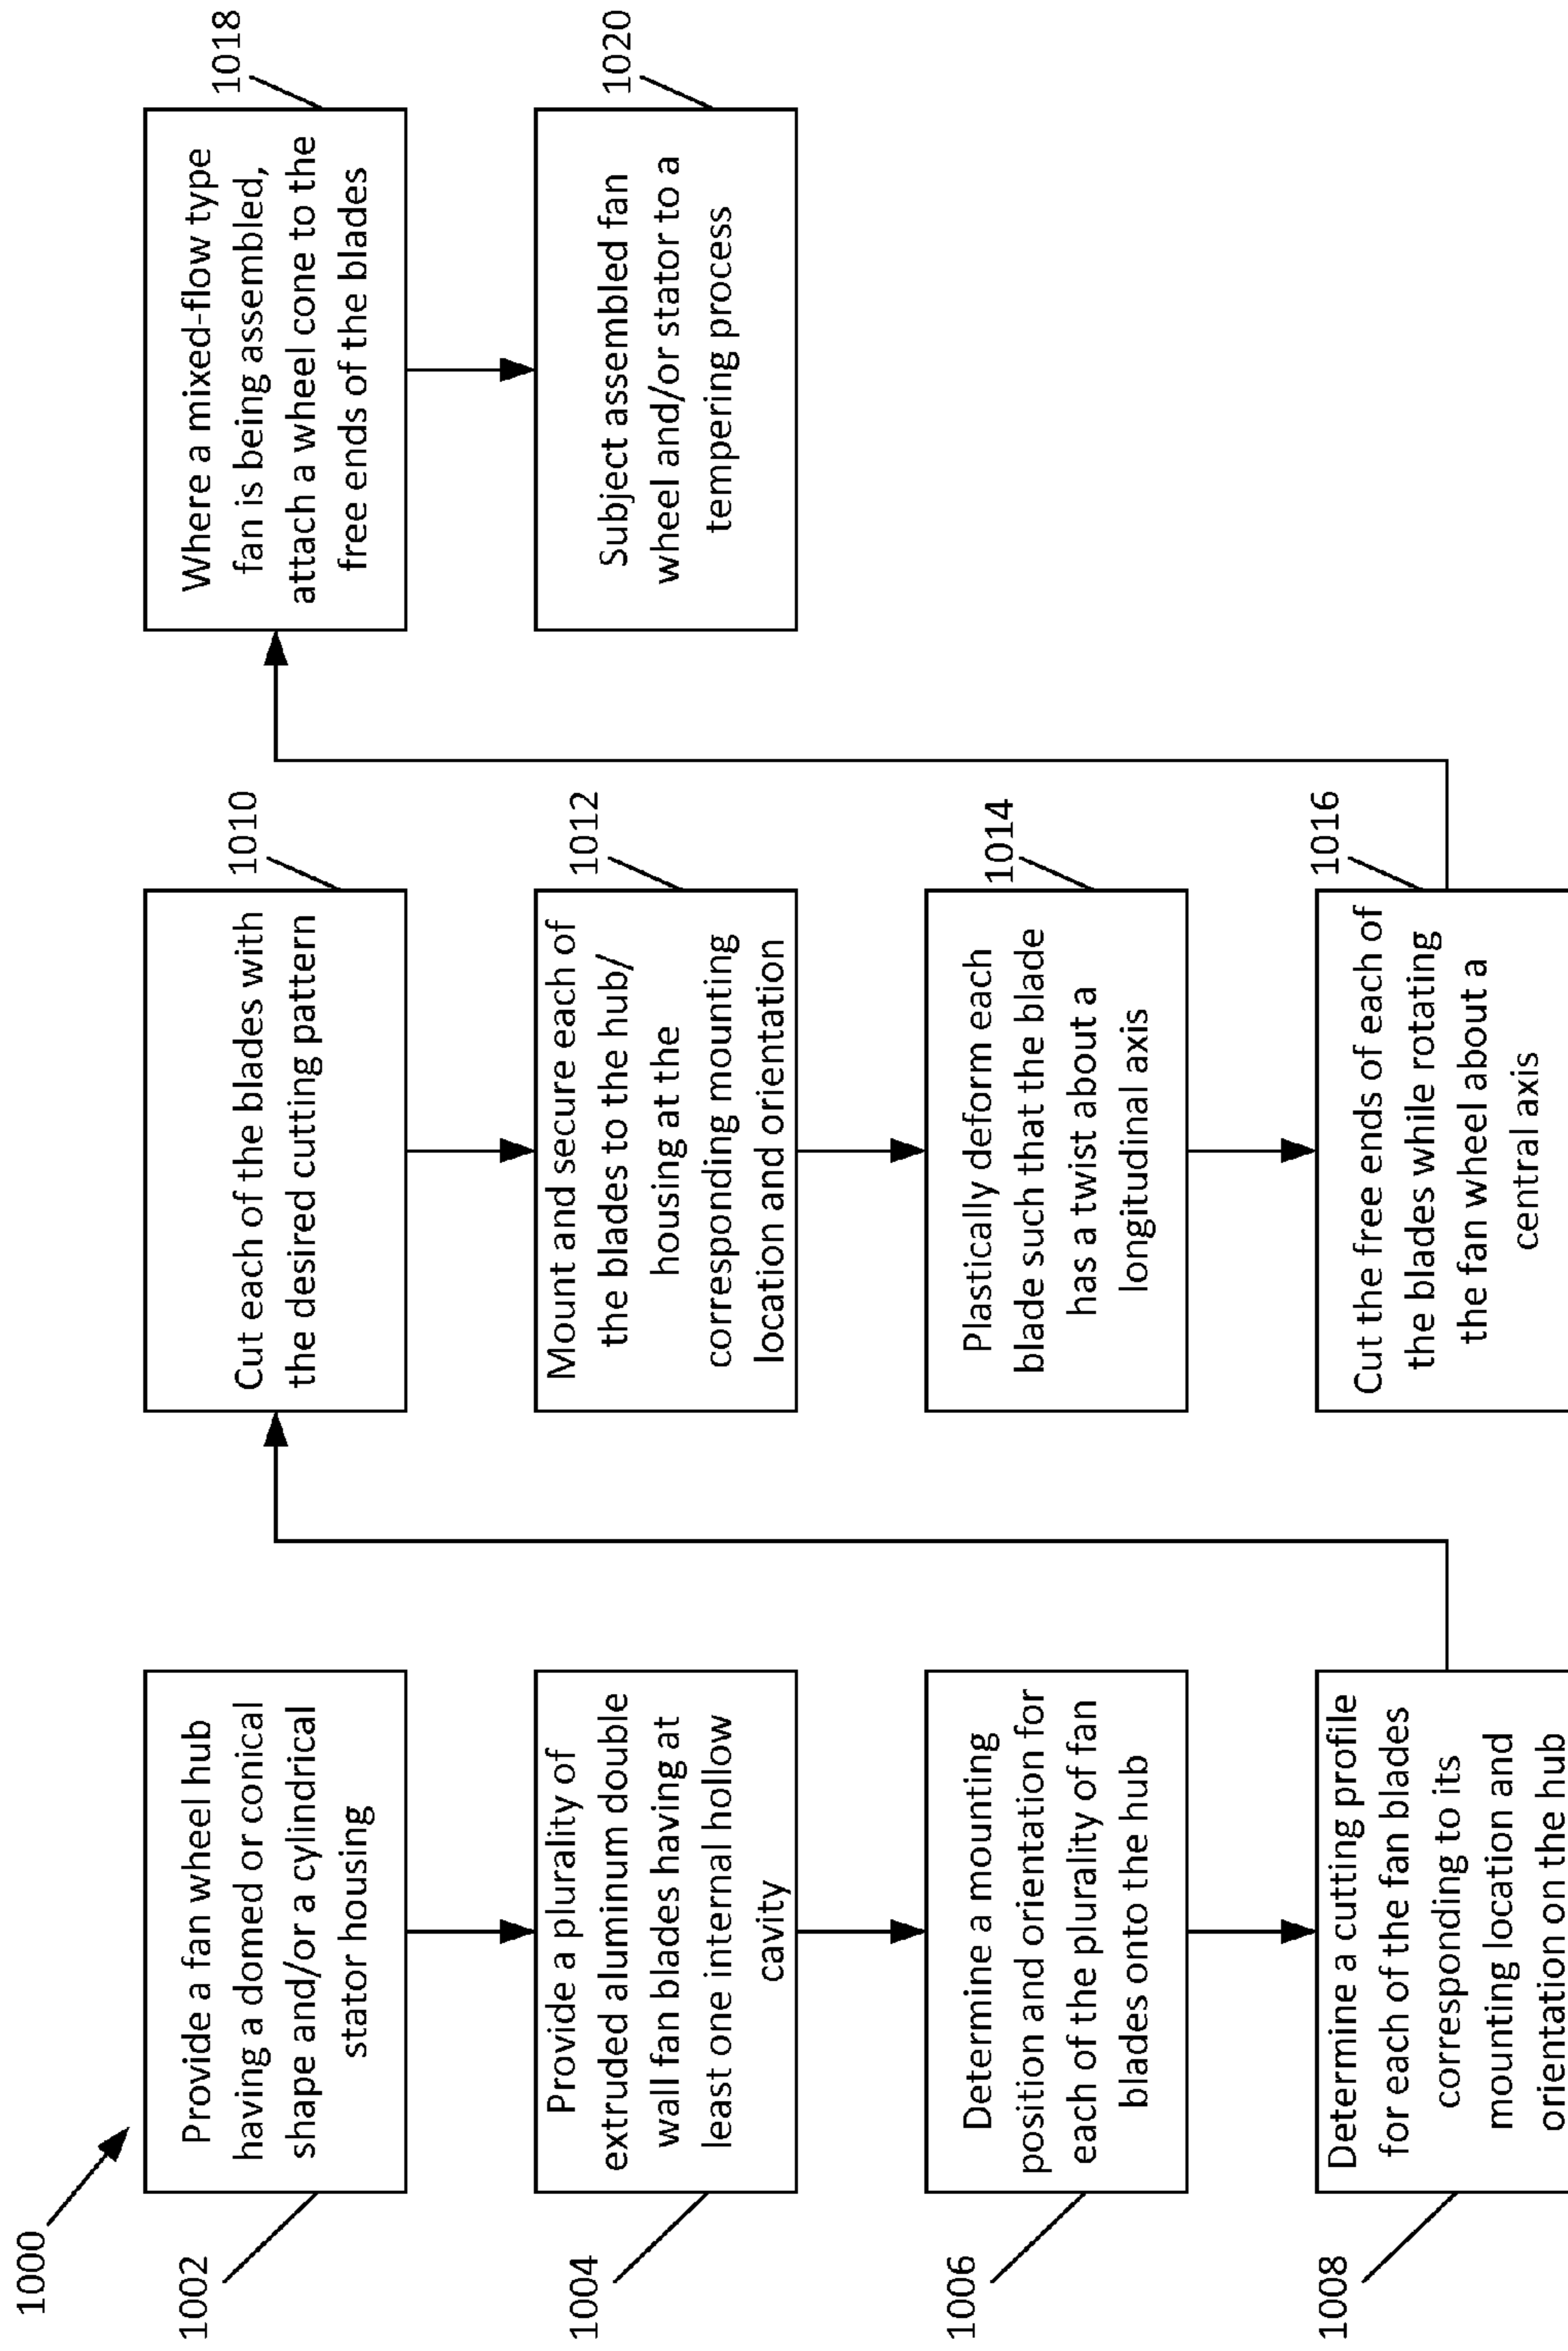 1000
1002
Provide a fan wheel hub
having a domed or conical
shape and/or a cylindrical
stator housing
1004
Provide a plurality of
extruded aluminum double
wall fan blades having at
least one internal hollow
cavity
1006
Determine a mounting
position and orientation for
each of the plurality of fan
blades onto the hub
1008
Determine a cutting profile
for each of the fan blades
corresponding to its
mounting location and
orientation on the hub
1010
Cut each of the blades with
the desired cutting pattern
1012
Mount and secure each of
the blades to the hub/
housing at the
corresponding mounting
location and orientation
1014
Plastically deform each
blade such that the blade
has a twist about a
longitudinal axis
1016
Cut the free ends of each of
the blades while rotating
the fan wheel about a
central axis
1018
Where a mixed-flow type
fan is being assembled,
attach a wheel cone to the
free ends of the blades
1020
Subject assembled fan
wheel and/or stator to a
tempering process